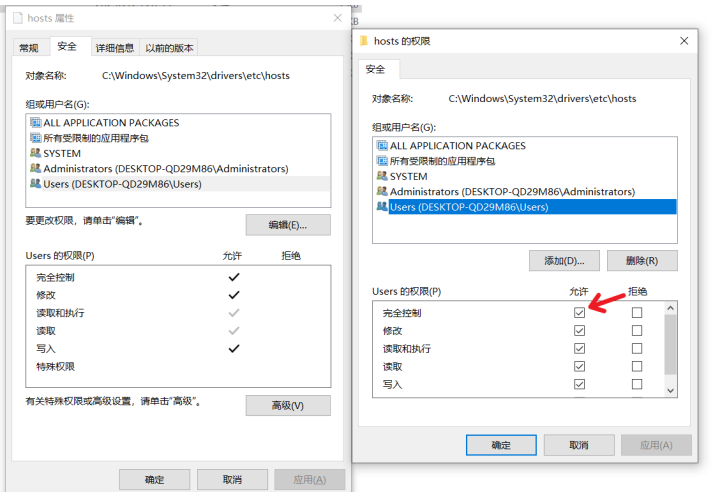 hosts 属性
常规 安全 详细信息 以前的版本
对象名称: C:\Windows\System32\drivers\etc\hosts
组或用户名(G):
ALL APPLICATION PACKAGES
所有受限制的应用程序包
SYSTEM
Administrators (DESKTOP-QD29M86\Administrators)
Users (DESKTOP-QD29M86\Users)
要更改权限，请单击"编辑"。
编辑(E)...
Users 的权限(P) 允许 拒绝
完全控制
修改
读取和执行
读取
写入
特殊权限
有关特殊权限或高级设置，请单击"高级"。
高级(V)
确定 取消 应用(A)
hosts 的权限
安全
对象名称: C:\Windows\System32\drivers\etc\hosts
组或用户名(G):
ALL APPLICATION PACKAGES
所有受限制的应用程序包
SYSTEM
Administrators (DESKTOP-QD29M86\Administrators)
Users (DESKTOP-QD29M86\Users)
添加(D)... 删除(R)
Users 的权限(P) 允许 拒绝
完全控制
修改
读取和执行
读取
写入
确定 取消 应用(A)